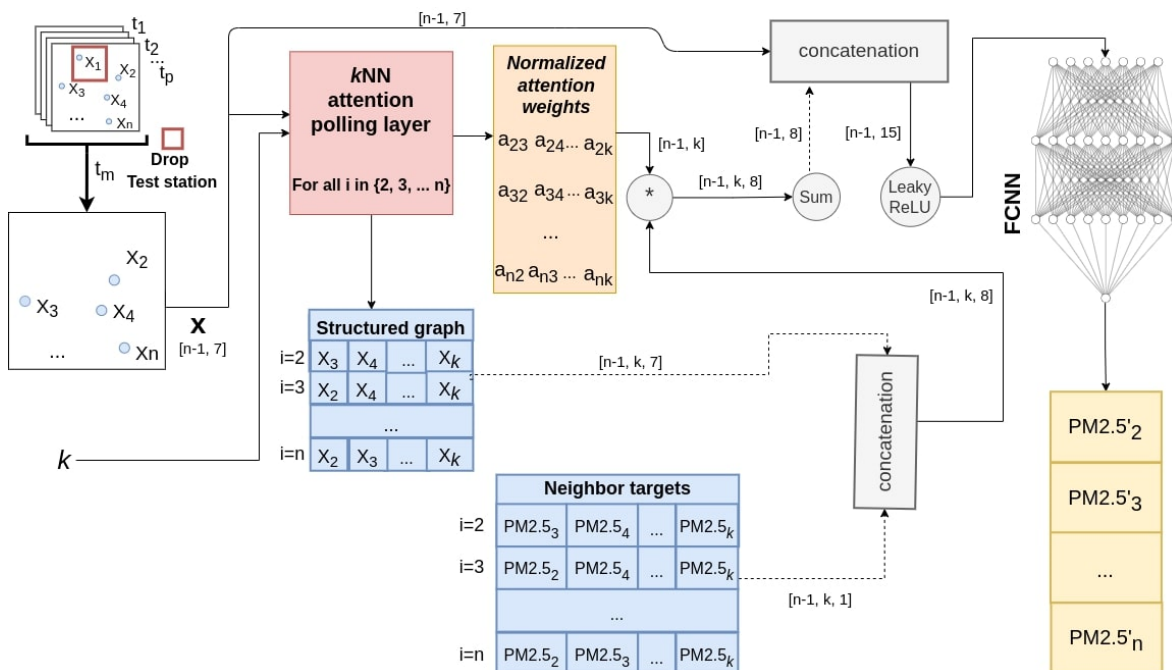 t1
t2
...
tp
X1
X2
X3
X4
...
Xn
Drop
Test station
tm
X2
X3
X4
...
Xn
X
[n-1, 7]
k
[n-1, 7]
kNN
attention
polling layer
For all i in {2, 3, ... n}
Normalized
attention
weights
a23 a24 ... a2k
a32 a34 ... a3k
...
an2 an3 ... ank
[n-1, k]
*
[n-1, k, 8]
Sum
[n-1, 8]
concatenation
[n-1, 15]
Leaky
ReLU
FCNN
Structured graph
i=2 X3 X4 ... Xk
i=3 X2 X4 ... Xk
...
i=n X2 X3 ... Xk
[n-1, k, 7]
[n-1, k, 8]
concatenation
Neighbor targets
i=2 PM2.53 PM2.54 ... PM2.5k
i=3 PM2.52 PM2.54 ... PM2.5k
...
i=n PM2.52 PM2.53 ... PM2.5k
[n-1, k, 1]
PM2.5'2
PM2.5'3
...
PM2.5'n